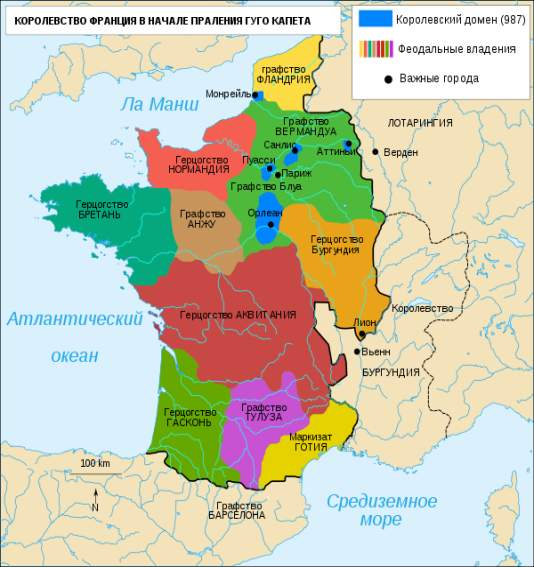 КОРОЛЕВСТВО ФРАНЦИЯ В НАЧАЛЕ ПРАЛЕНИЯ ГУГО КАПЕТА
Королевский домен (987)
Феодальные владения
Важные города
графство
ФЛАНДРИЯ
Монрейль
Ла Манш
Графство
ВЕРМАНДУА
ЛОТАРИНГИЯ
Санлис
Аттиньи
Верден
Герцогство
НОРМАНДИЯ
Пуасси
Париж
Графство Блуа
Герцогство
БРЕТАНЬ
Графство
АНЖУ
Орлеан
Герцогство
Бургундия
Королевство
Атлантический
океан
Герцогство АКВИТАНИЯ
Лион
Вьенн
БУРГУНДИЯ
Герцогство
ГАСКОНЬ
Графство
ТУЛУЗА
Маркизат
ГОТИЯ
100 km
N
Графство
БАРСЕЛОНА
Средиземное
море